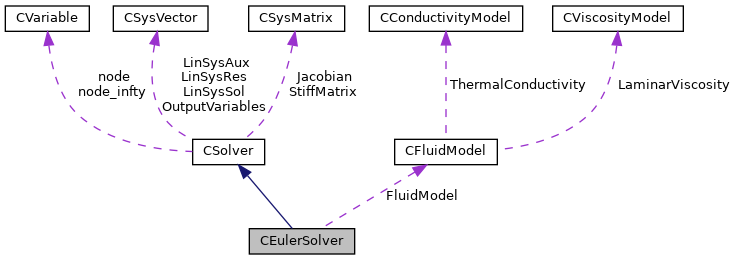 CVariable
CSysVector
CSysMatrix
CConductivityModel
CViscosityModel
node
node_infty
LinSysAux
LinSysRes
LinSysSol
OutputVariables
Jacobian
StiffMatrix
ThermalConductivity
LaminarViscosity
CSolver
CFluidModel
FluidModel
CEulerSolver